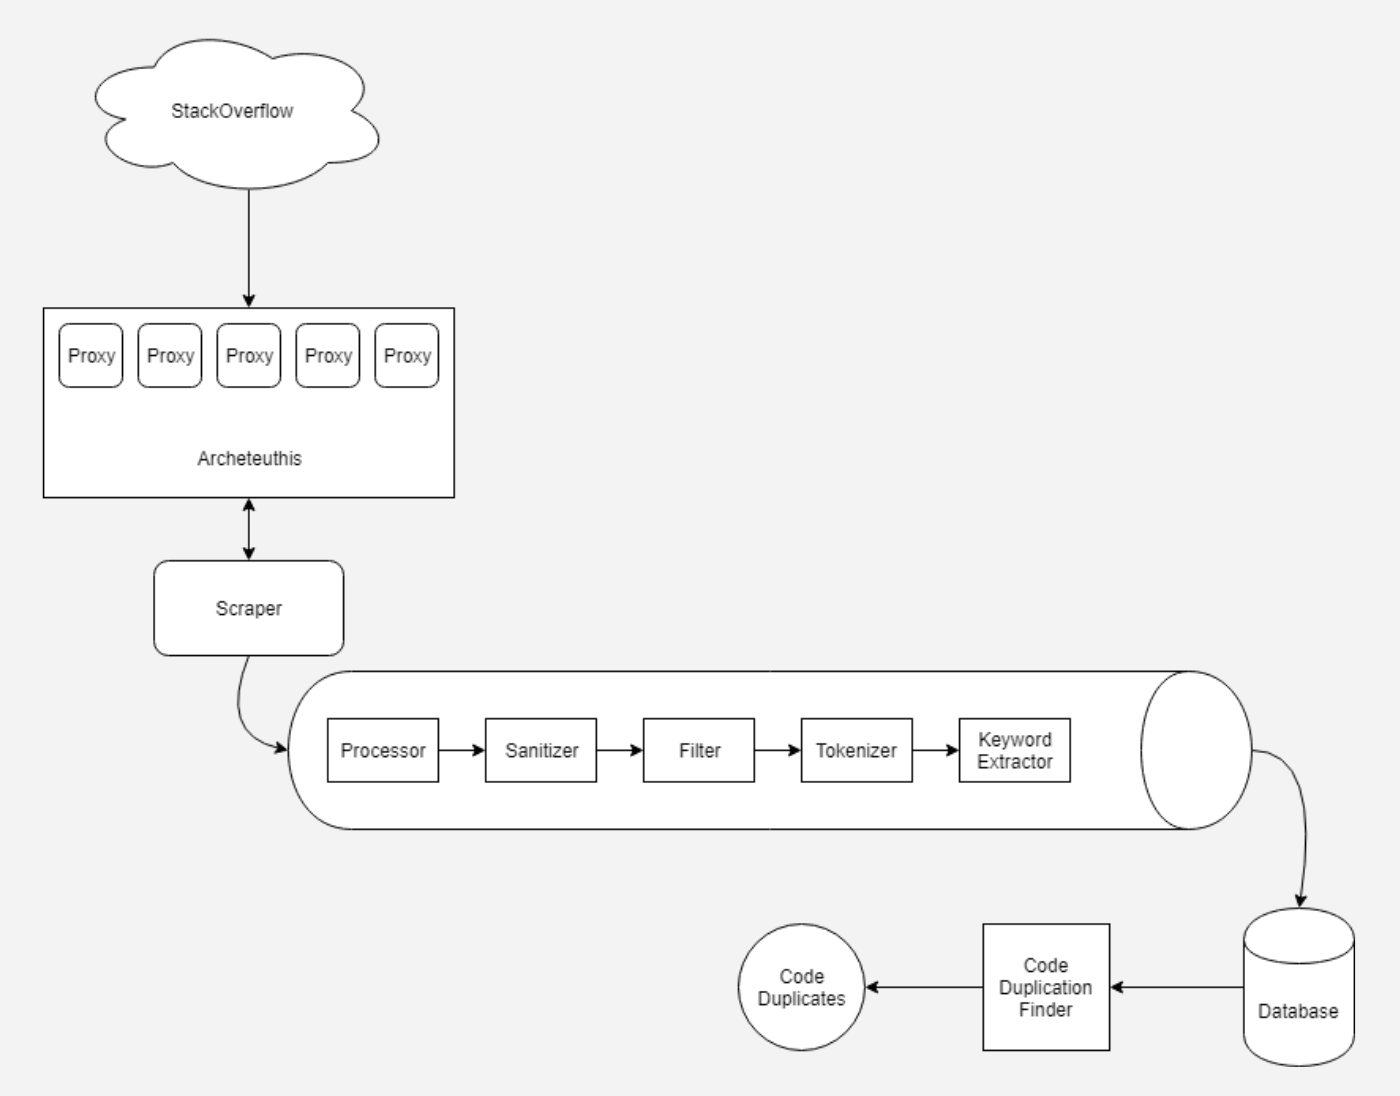 StackOverflow
Proxy Proxy Proxy Proxy Proxy
Archeteuthis
Scraper
Processor
Sanitizer
Filter
Tokenizer
Keyword
Extractor
Code
Duplicates
Code
Duplication
Finder
Database